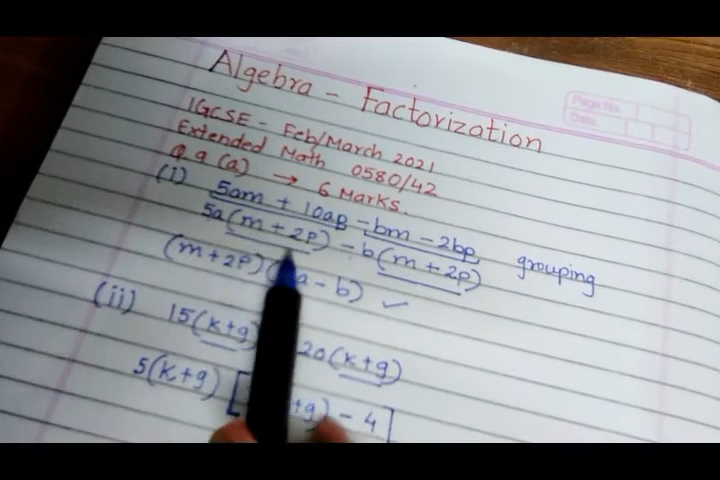 Algebra - Factorization
Page No.
Date
IGCSE - Feb/March 2021
Extended Math 0580/42
Q 9 (a) → 6 Marks.
(i) 5am + 10ap - bm - 2bp
5a(m + 2p) - b(m + 2p) grouping
(m+2p)( a - b) ✓
(ii) 15(k+g) 20(k+g)
5(k+g) [ +g) - 4]